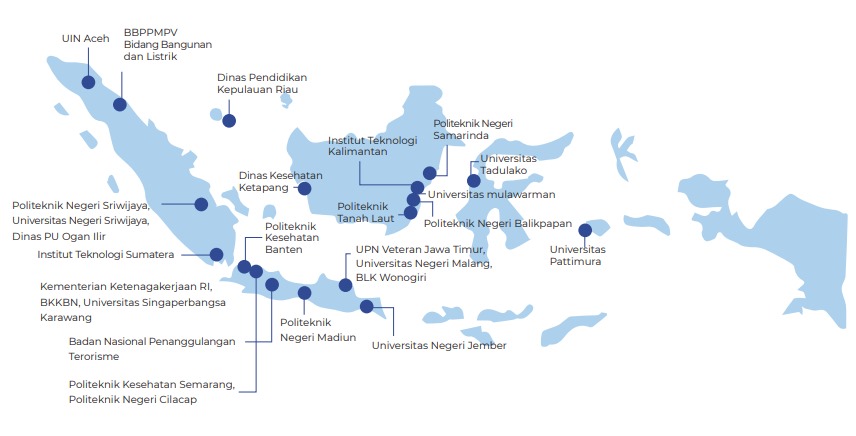 UIN Aceh
BBPPMPV
Bidang Bangunan
dan Listrik
Dinas Pendidikan
Kepulauan Riau
Politeknik Negeri
Samarinda
Institut Teknologi
Kalimantan
Universitas
Tadulako
Dinas Kesehatan
Ketapang
Universitas mulawarman
Politeknik
Tanah Laut
Politeknik Negeri Balikpapan
Politeknik Negeri Sriwijaya,
Universitas Negeri Sriwijaya,
Dinas PU Ogan Ilir
Institut Teknologi Sumatera
Politeknik
Kesehatan
Banten
UPN Veteran Jawa Timur,
Universitas Negeri Malang,
BLK Wonogiri
Universitas
Pattimura
Kementerian Ketenagakerjaan RI,
BKKBN, Universitas Singaperbangsa
Karawang
Politeknik
Negeri Madiun
Badan Nasional Penanggulangan
Terorisme
Universitas Negeri Jember
Politeknik Kesehatan Semarang,
Politeknik Negeri Cilacap